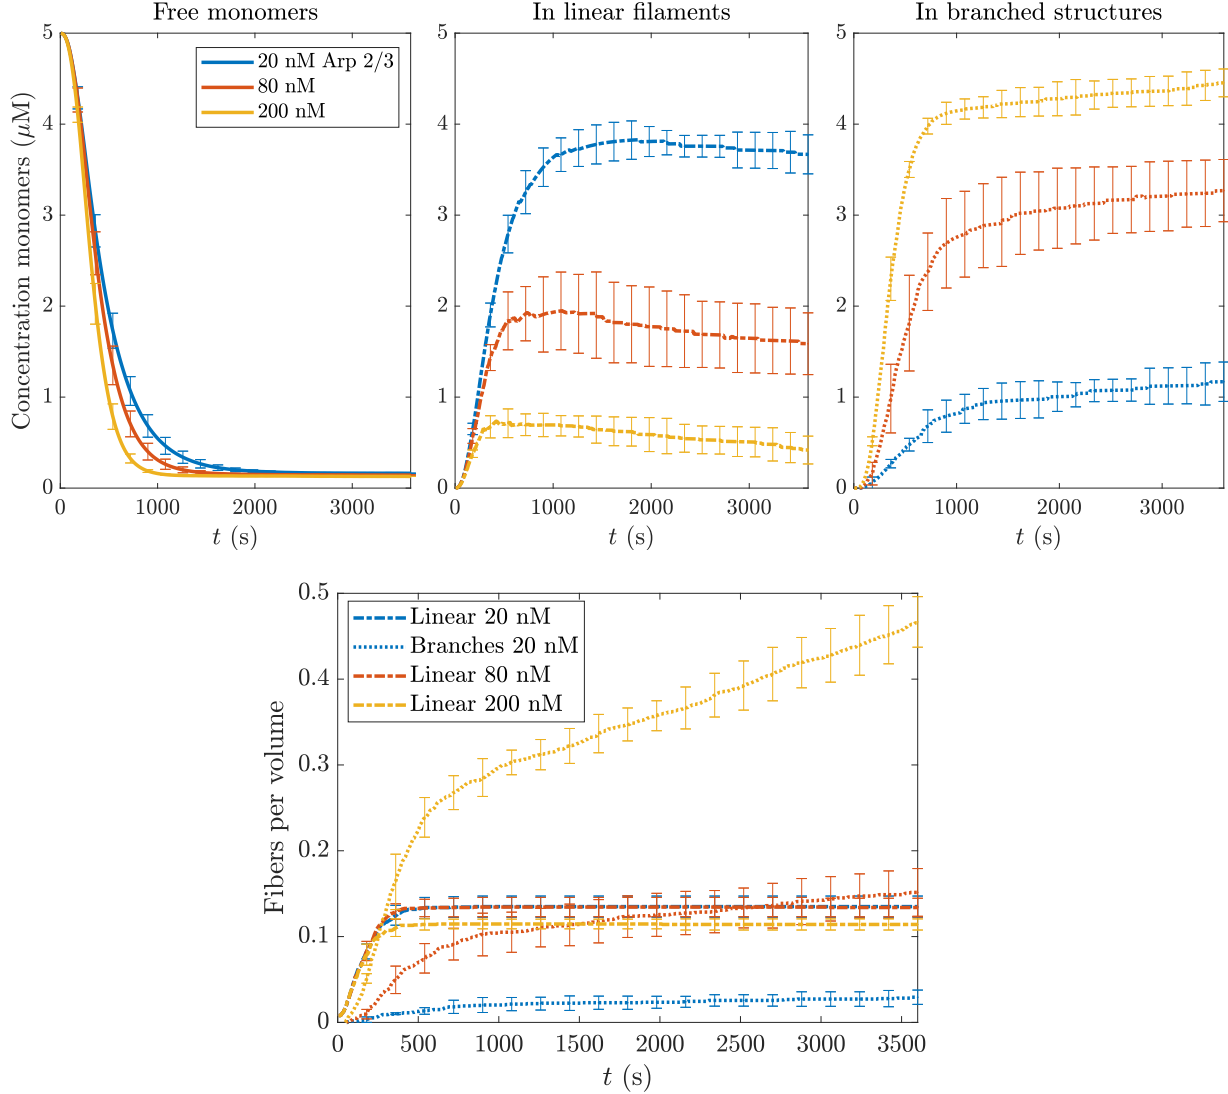 Free monomers
In linear filaments
In branched structures
Concentration monomers (μM)
5
4
3
2
1
0
20 nM Arp 2/3
80 nM
200 nM
0 1000 2000 3000
t (s)
5
4
3
2
1
0
0 1000 2000 3000
t (s)
5
4
3
2
1
0
0 1000 2000 3000
t (s)
Fibers per volume
0.5
0.4
0.3
0.2
0.1
0
Linear 20 nM
Branches 20 nM
Linear 80 nM
Linear 200 nM
0 500 1000 1500 2000 2500 3000 3500
t (s)